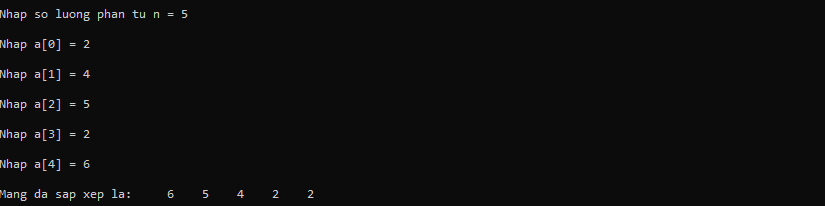 Nhap so luong phan tu n = 5
Nhap a[0] = 2
Nhap a[1] = 4
Nhap a[2] = 5
Nhap a[3] = 2
Nhap a[4] = 6
Mang da sap xep la:     6    5    4    2    2